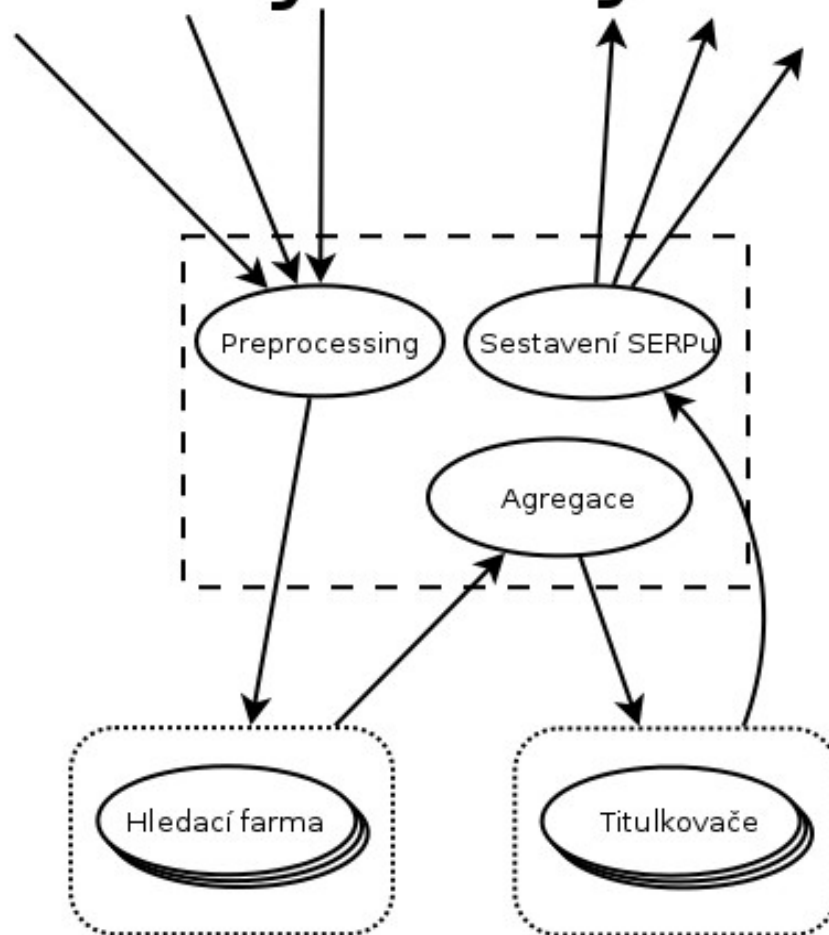 Preprocessing
Sestavení SERPu
Agregace
Hledací farma
Titulkovače